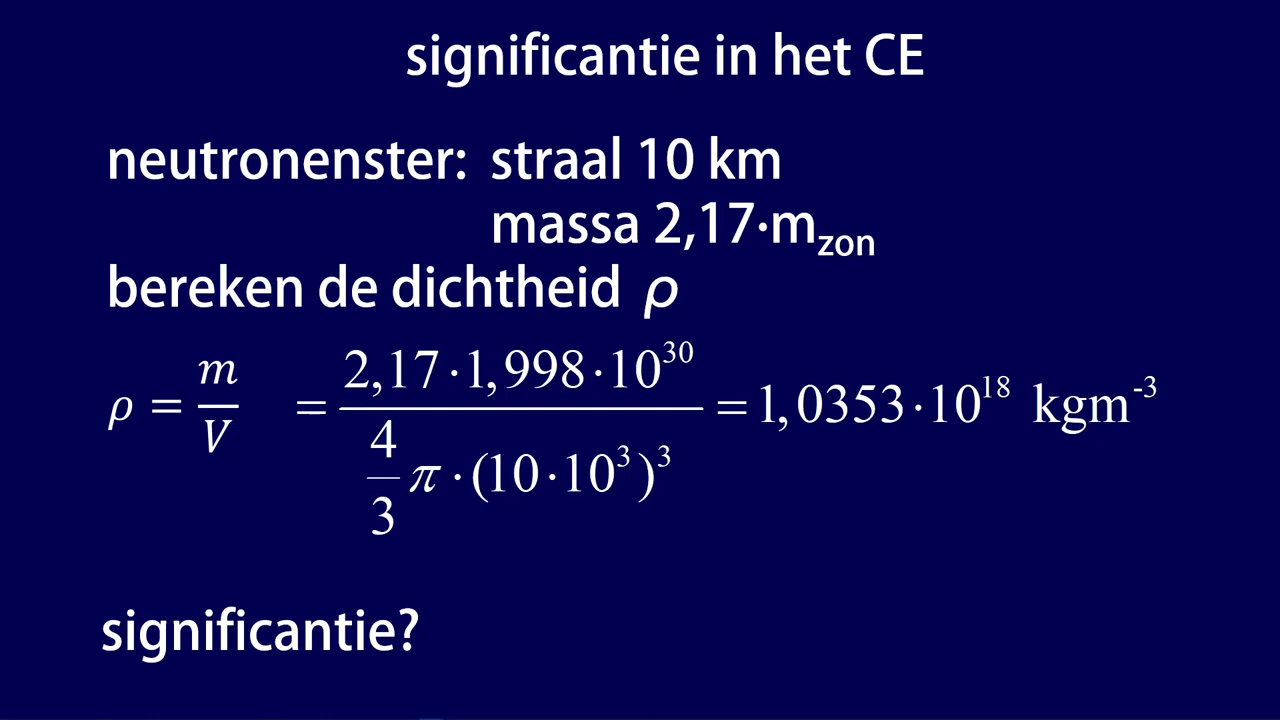 significantie in het CE
neutronenster: straal 10 km
massa 2,17·m_zon
bereken de dichtheid ρ
ρ = m/V = (2,17·1,998·10^30)/(4/3 π·(10·10^3)^3) = 1,0353·10^18 kgm^-3
significantie?